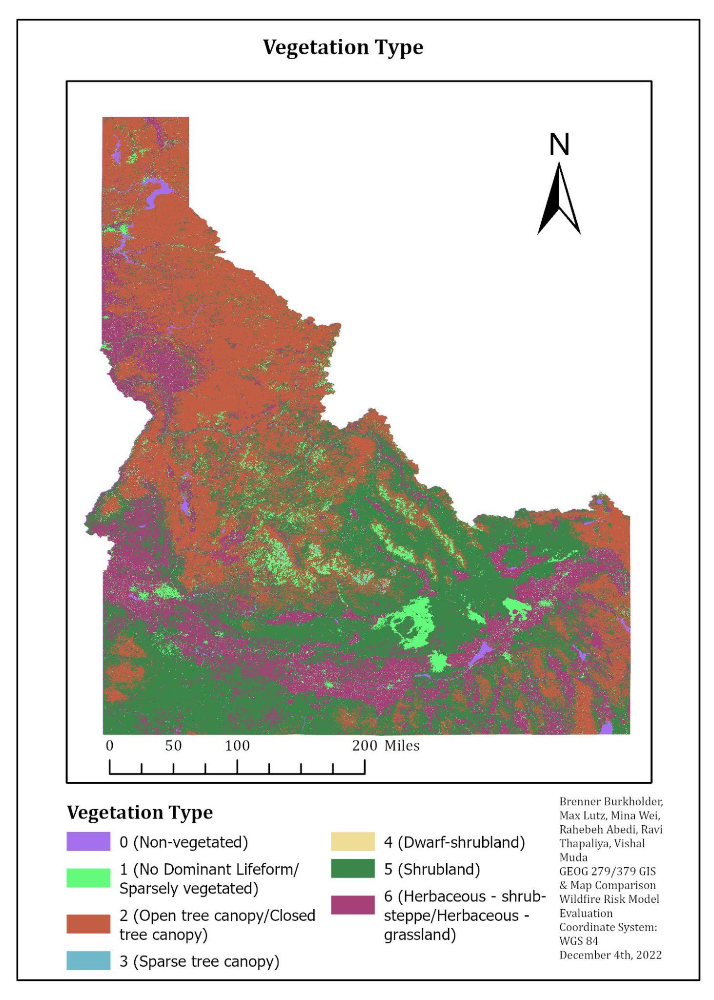 Vegetation Type
N
0 50 100 200 Miles
Vegetation Type
0 (Non-vegetated)
1 (No Dominant Lifeform/
Sparsely vegetated)
2 (Open tree canopy/Closed
tree canopy)
3 (Sparse tree canopy)
4 (Dwarf-shrubland)
5 (Shrubland)
6 (Herbaceous - shrub-
steppe/Herbaceous -
grassland)
Brenner Burkholder,
Max Lutz, Mina Wei,
Rahebeh Abedi, Ravi
Thapaliya, Vishal
Muda
GEOG 279/379 GIS
& Map Comparison
Wildfire Risk Model
Evaluation
Coordinate System:
WGS 84
December 4th, 2022